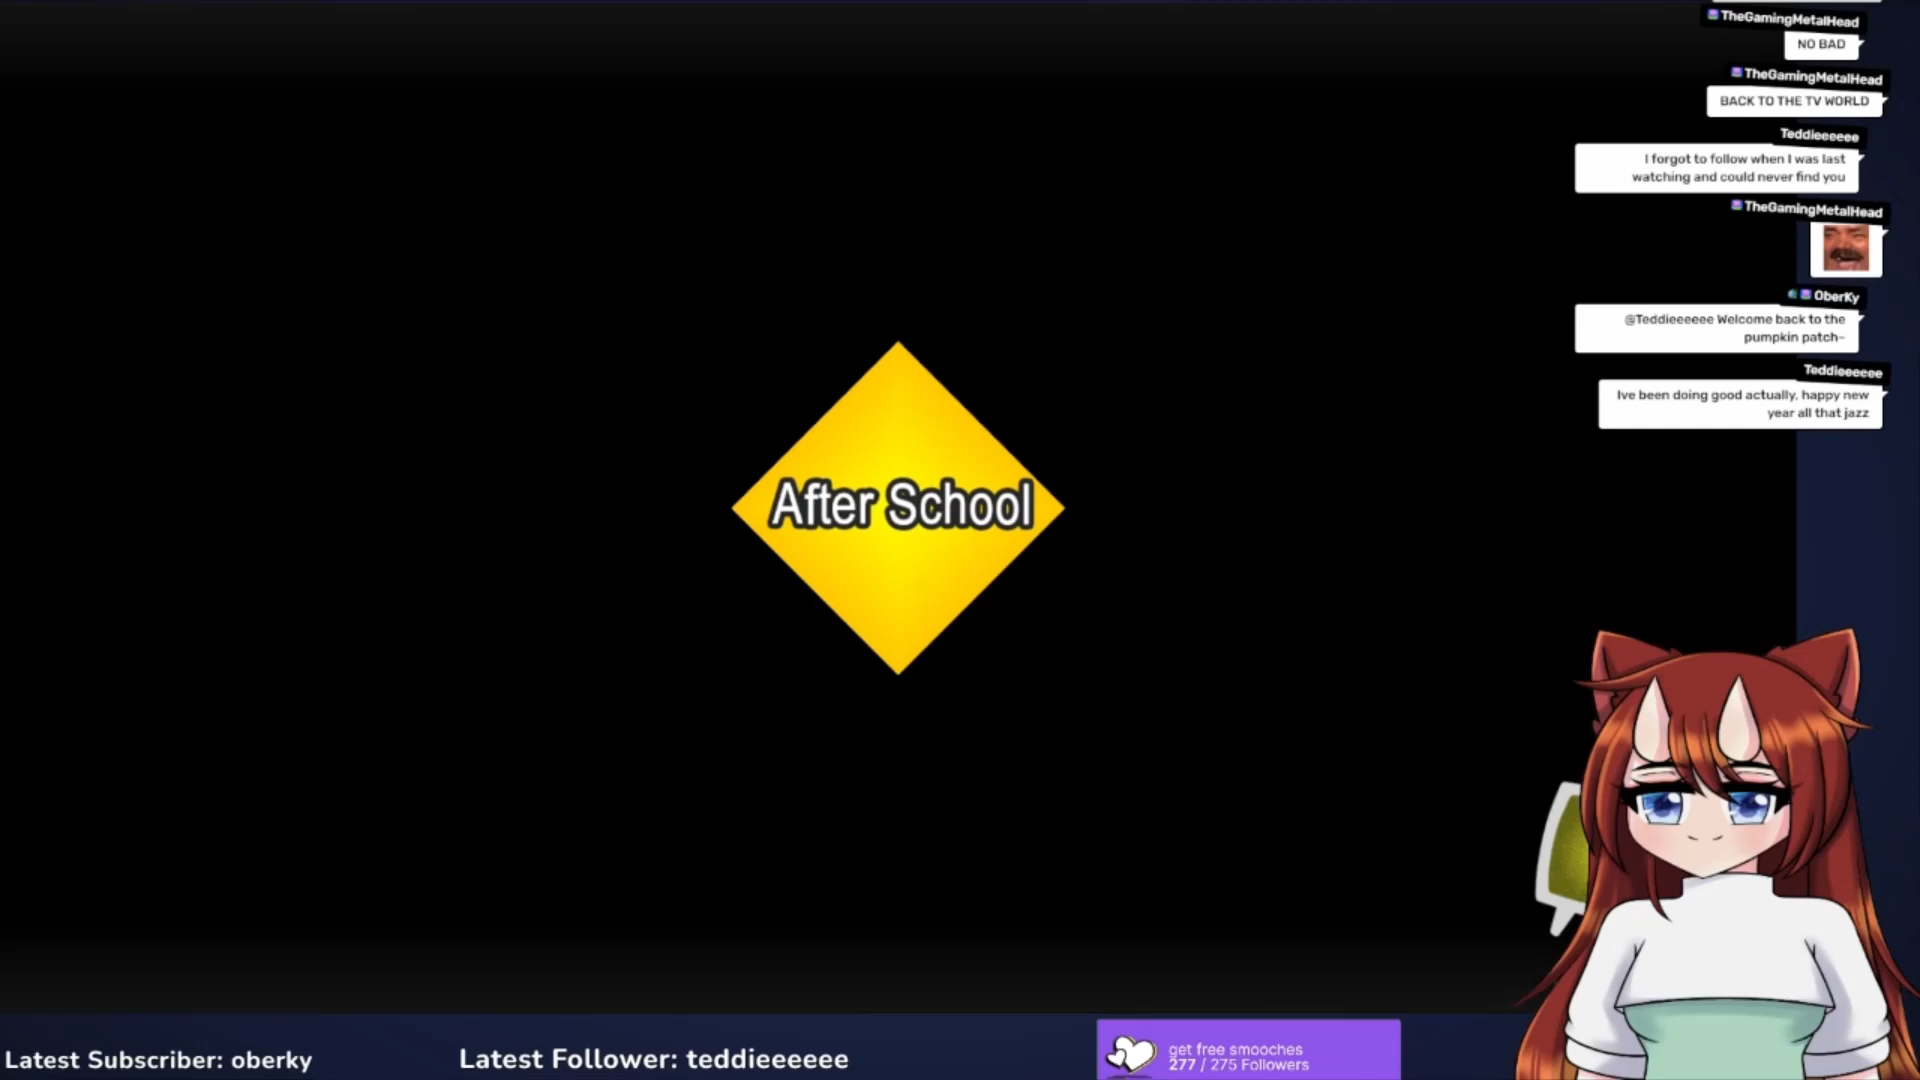 TheGamingMetalHead
NO BAD
TheGamingMetalHead
BACK TO THE TV WORLD
Teddieeeeee
I forgot to follow when I was last
watching and could never find you
TheGamingMetalHead
OberKy
@Teddieeeeee Welcome back to the
pumpkin patch~
Teddieeeeee
Ive been doing good actually, happy new
year all that jazz
After School
Latest Subscriber: oberky
Latest Follower: teddieeeeee
get free smooches
277 / 275 Followers